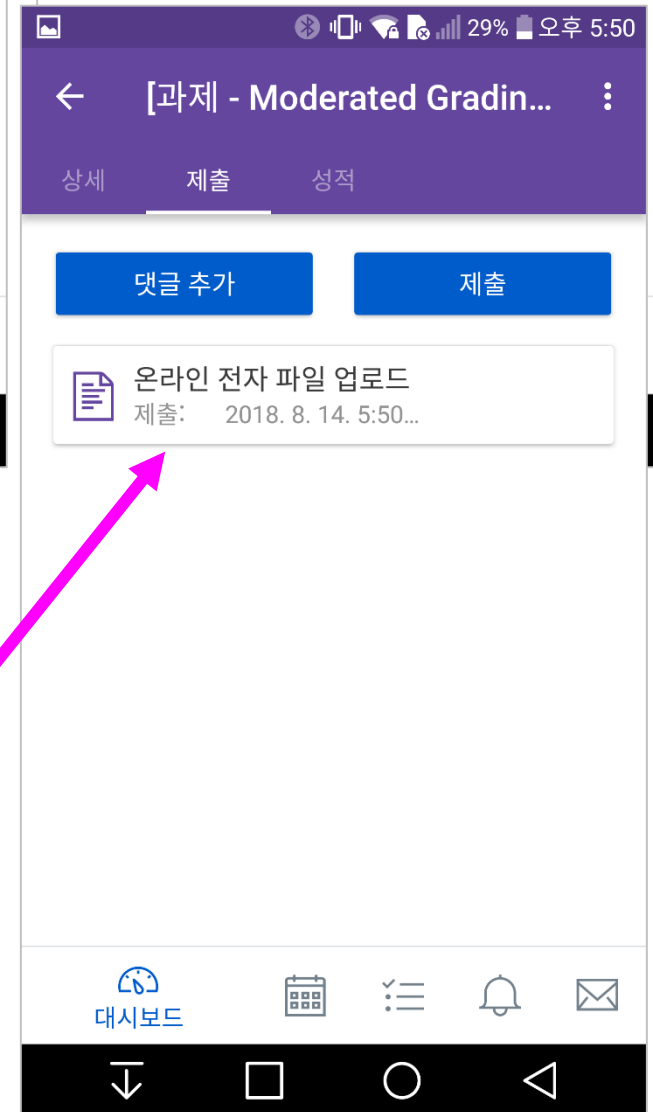 29% 오후 5:50
[과제 - Moderated Gradin...
상세 제출 성적
댓글 추가 제출
온라인 전자 파일 업로드
제출: 2018. 8. 14. 5:50...
대시보드